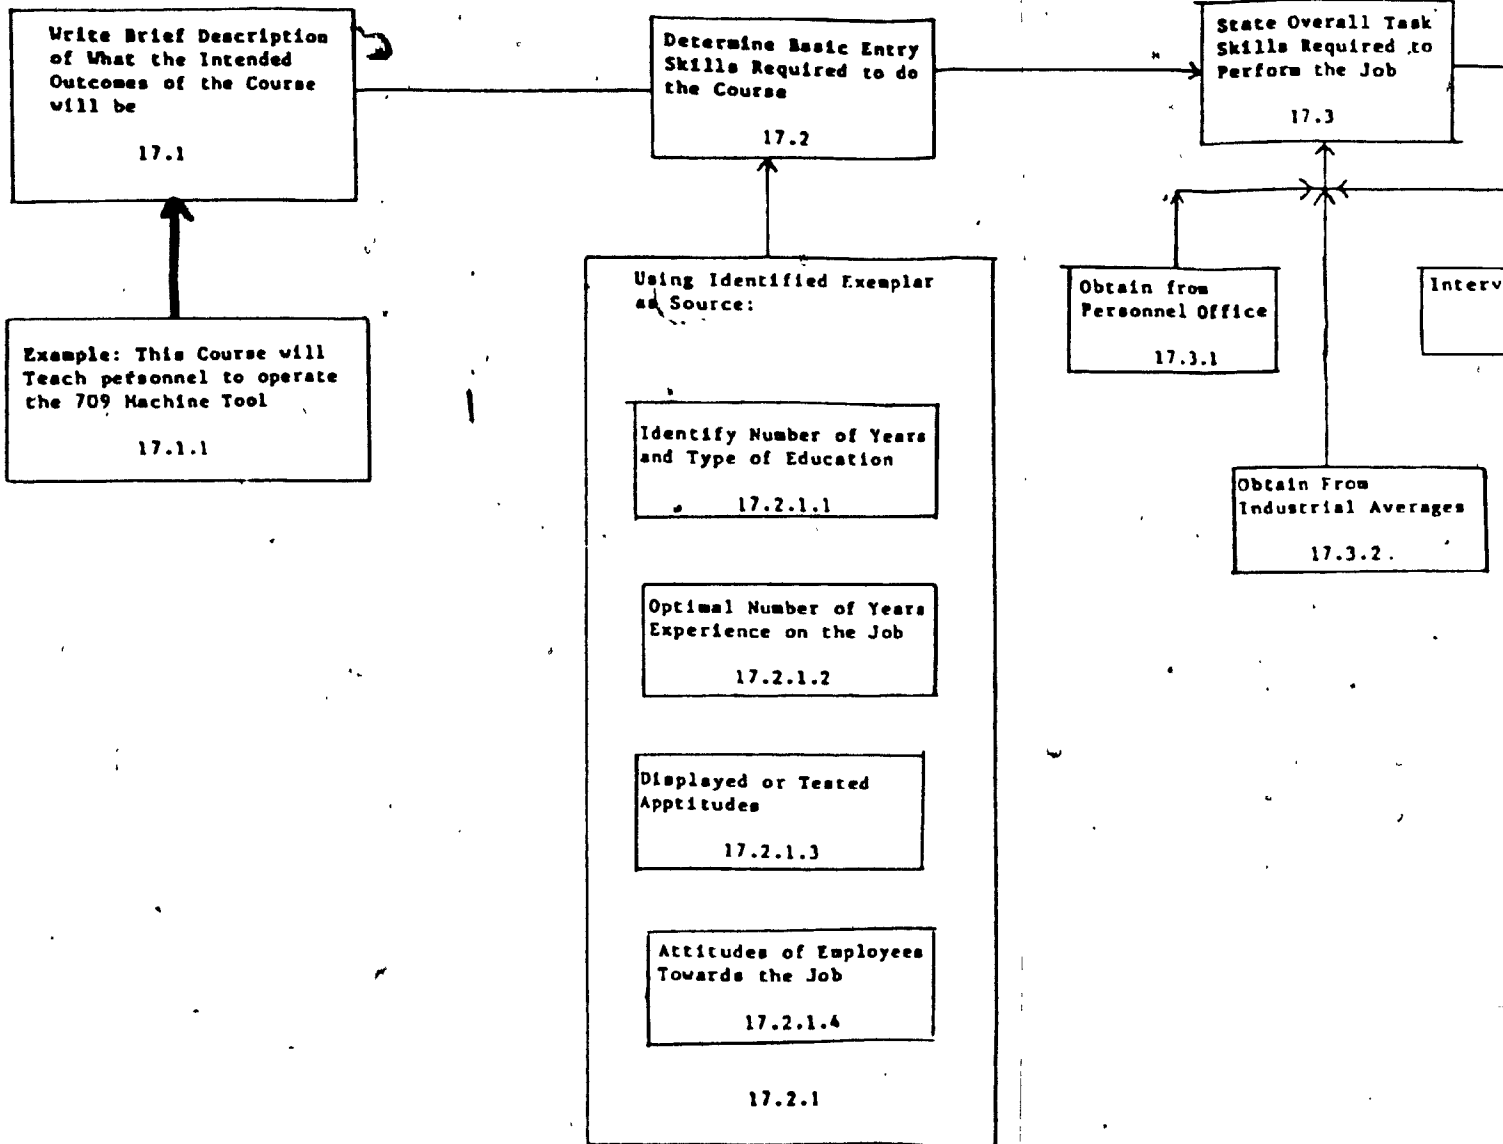 Write Brief Description
of What the Intended
Outcomes of the Course
will be
17.1
Determine Basic Entry
Skills Required to do
the Course
17.2
State Overall Task
Skills Required to
Perform the Job
17.3
Example: This Course will
Teach personnel to operate
the 709 Machine Tool
17.1.1
Using Identified Exemplar
as Source:
Identify Number of Years
and Type of Education
17.2.1.1
Optimal Number of Years
Experience on the Job
17.2.1.2
Displayed or Tested
Apptitudes
17.2.1.3
Attitudes of Employees
Towards the Job
17.2.1.4
17.2.1
Obtain from
Personnel Office
17.3.1
Interv
Obtain From
Industrial Averages
17.3.2.